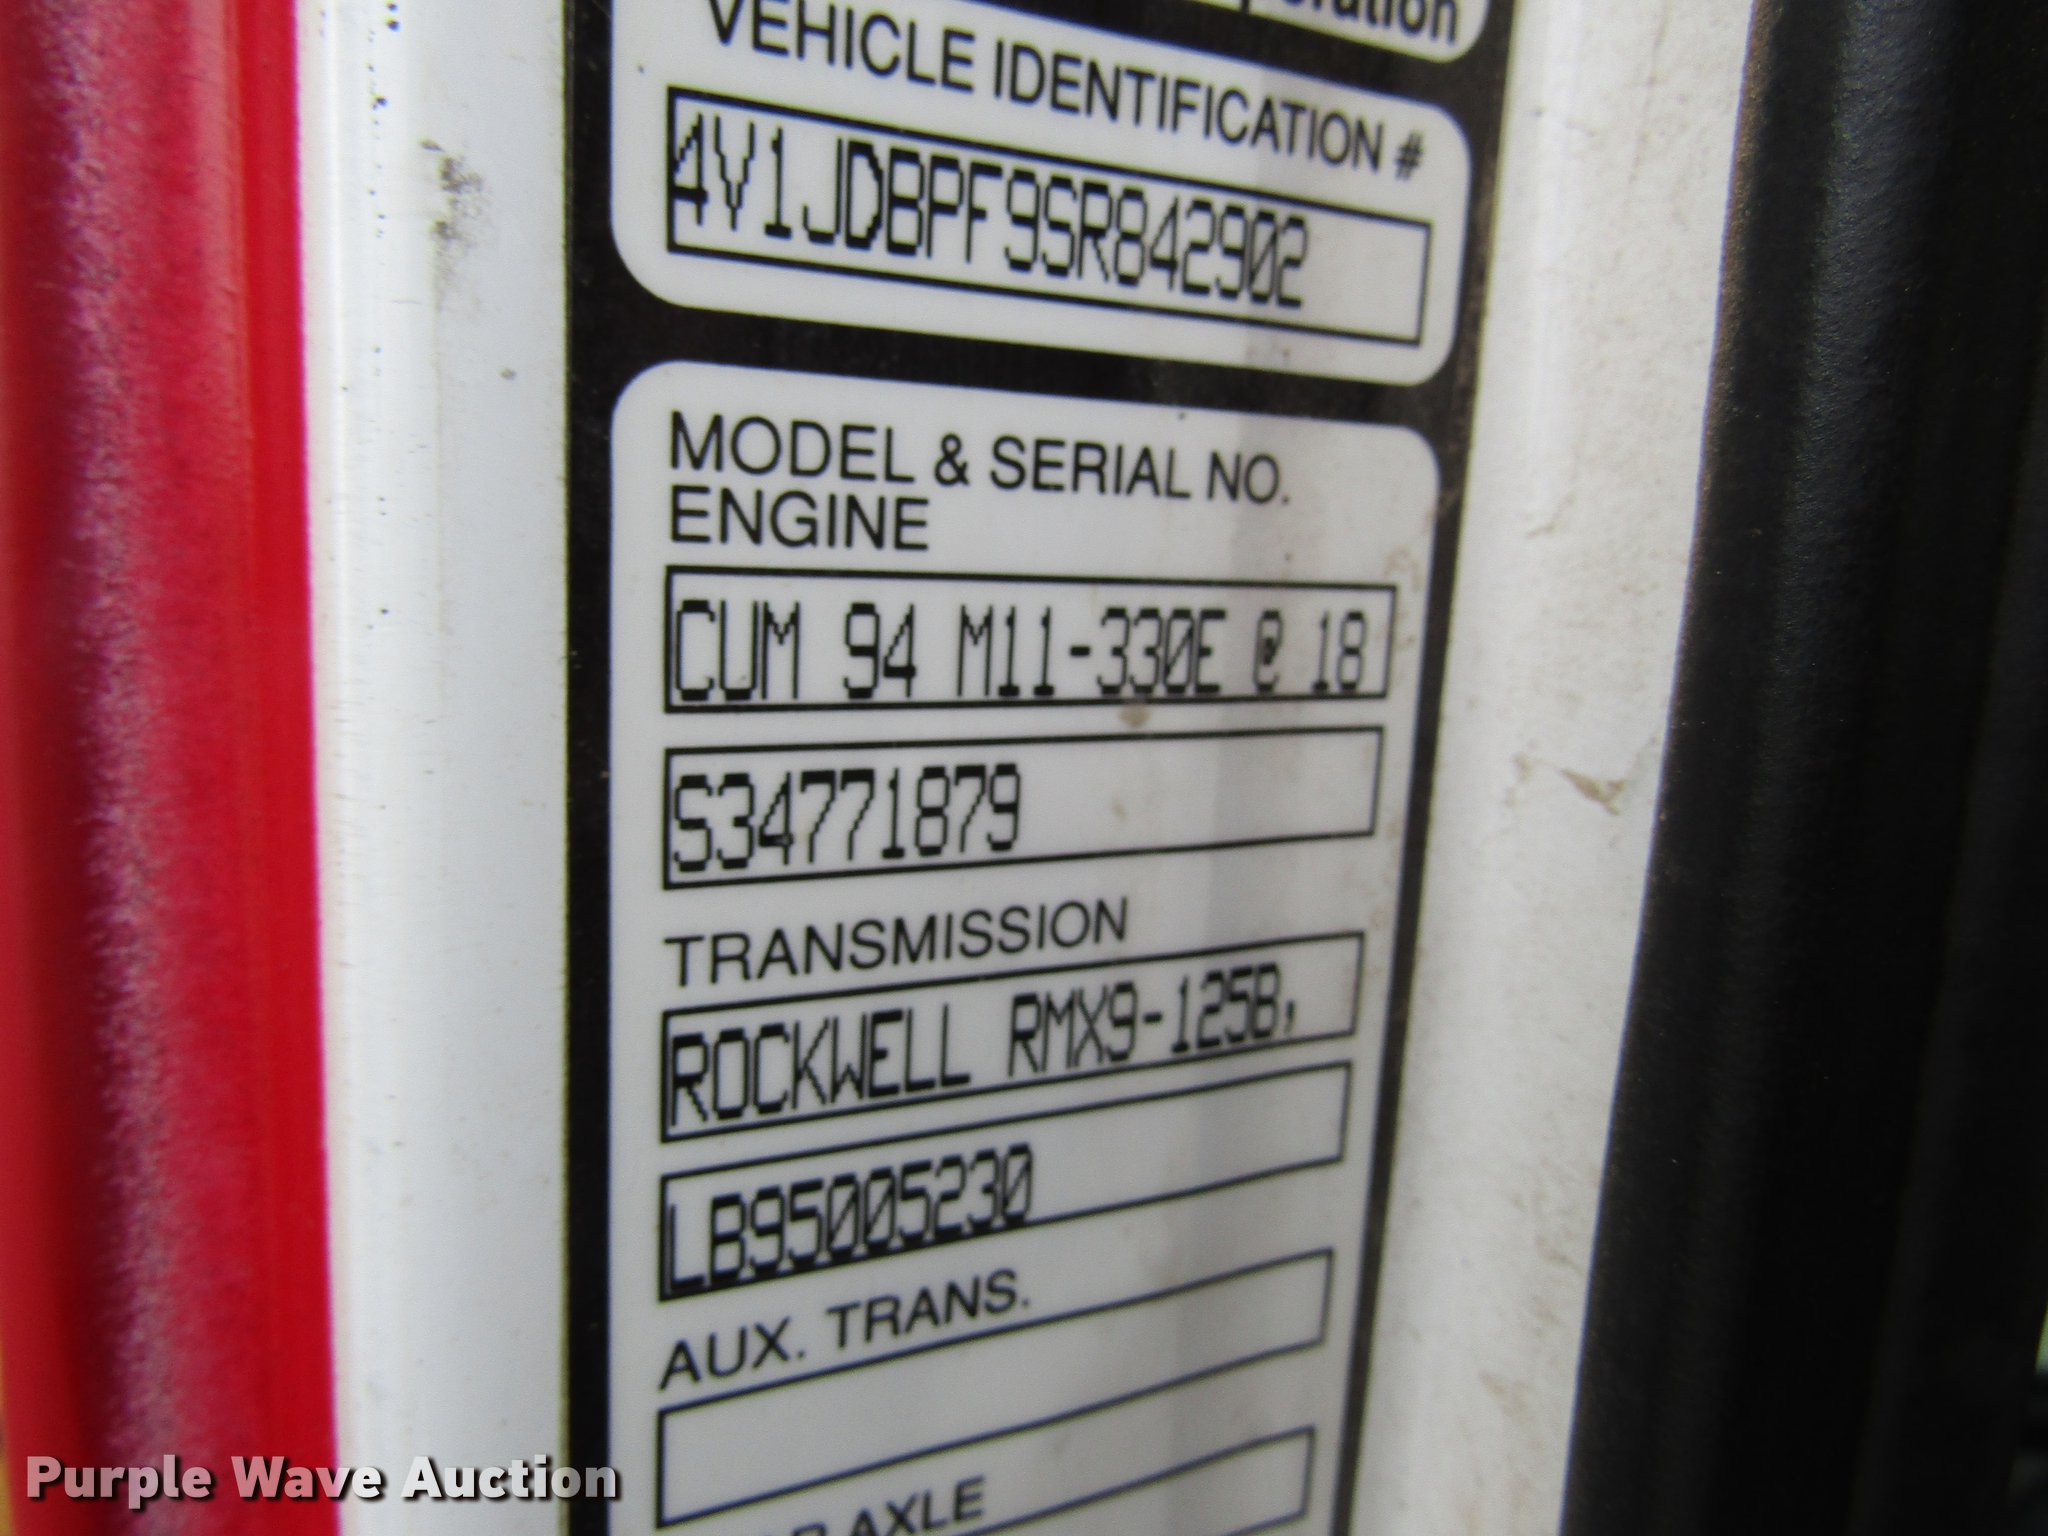 VEHICLE IDENTIFICATION #
4V1JDBPF9SR842902
MODEL & SERIAL NO.
ENGINE
CUM 94 M11-330E @ 18
S34771879
TRANSMISSION
ROCKWELL RMX9-125B,
LB95005230
AUX. TRANS.
AXLE
Purple Wave Auction